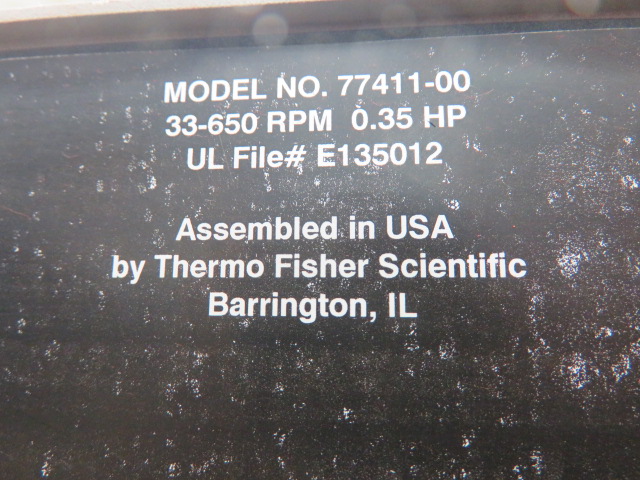 MODEL NO. 77411-00
33-650 RPM 0.35 HP
UL File# E135012
Assembled in USA
by Thermo Fisher Scientific
Barrington, IL